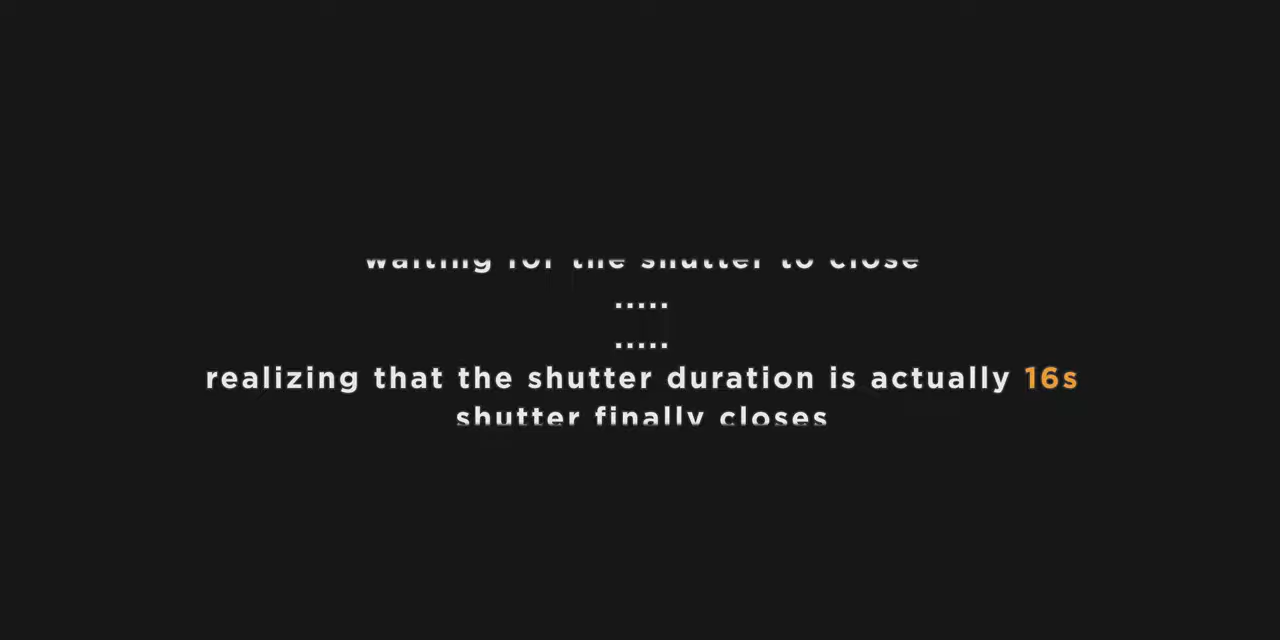 waiting for the shutter to close
.....
.....
realizing that the shutter duration is actually 16s
shutter finally closes